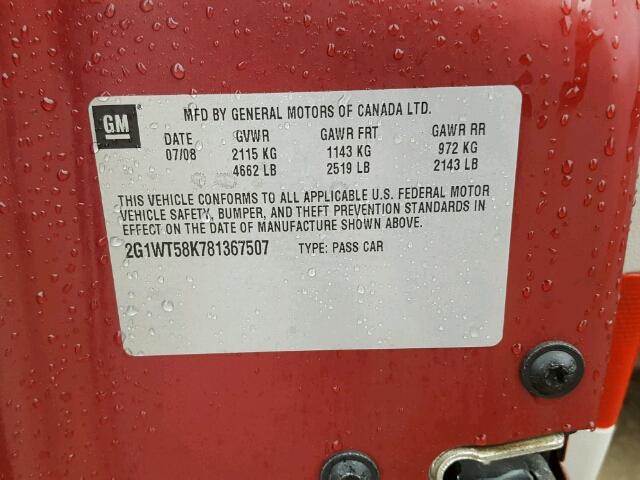 GM MFD BY GENERAL MOTORS OF CANADA LTD.
DATE GVWR GAWR FRT GAWR RR
07/08 2115 KG 1143 KG 972 KG
4662 LB 2519 LB 2143 LB
THIS VEHICLE CONFORMS TO ALL APPLICABLE U.S. FEDERAL MOTOR
VEHICLE SAFETY, BUMPER, AND THEFT PREVENTION STANDARDS IN
EFFECT ON THE DATE OF MANUFACTURE SHOWN ABOVE.
2G1WT58K781367507 TYPE: PASS CAR